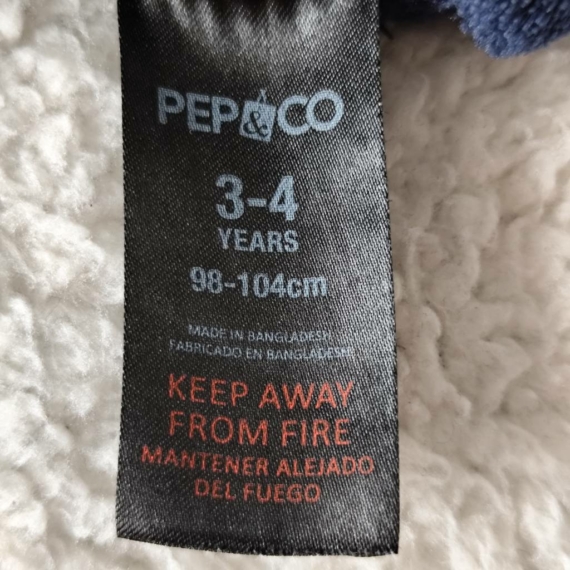 PEP&CO
3-4
YEARS
98-104cm
MADE IN BANGLADESH
FABRICADO EN BANGLADESH
KEEP AWAY
FROM FIRE
MANTENER ALEJADO
DEL FUEGO